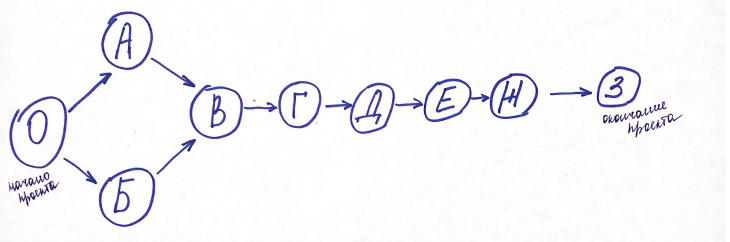 А
О
В
Г
Д
Е
Ж
З
Б
начало
проекта
окончание
проекта